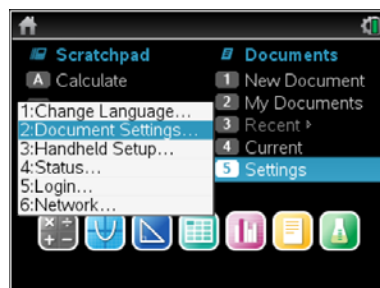 Scratchpad
Documents
A Calculate
1 New Document
2 My Documents
3 Recent ▸
4 Current
5 Settings
1:Change Language...
2:Document Settings...
3:Handheld Setup...
4:Status...
5:Login...
6:Network...